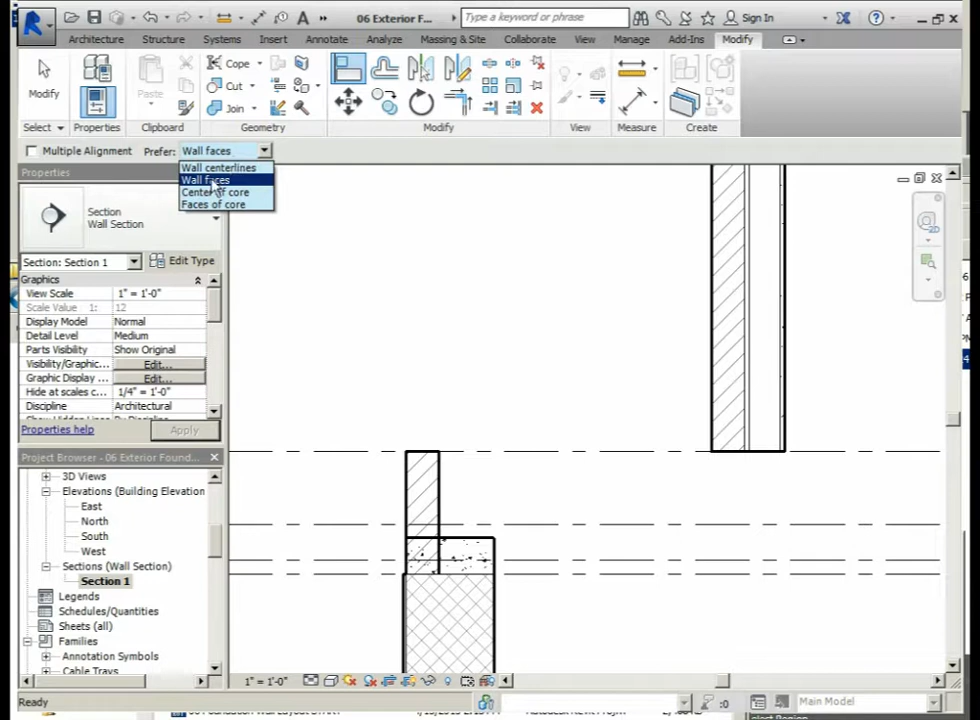 06 Exterior F...
Type a keyword or phrase
Sign In
Architecture Structure Systems Insert Annotate Analyze Massing & Site Collaborate View Manage Add-Ins Modify
Modify
Paste
Cope
Cut
Join
Select Properties Clipboard Geometry Modify View Measure Create
Multiple Alignment Prefer: Wall faces
Wall centerlines
Wall faces
Center of core
Faces of core
Properties
Section
Wall Section
Section: Section 1 Edit Type
Graphics
View Scale 1" = 1'-0"
Scale Value 1: 12
Display Model Normal
Detail Level Medium
Parts Visibility Show Original
Visibility/Graphic... Edit...
Graphic Display ... Edit...
Hide at scales c... 1/4" = 1'-0"
Discipline Architectural
Properties help Apply
Project Browser - 06 Exterior Found...
3D Views
Elevations (Building Elevation
East
North
South
West
Sections (Wall Section)
Section 1
Legends
Schedules/Quantities
Sheets (all)
Families
Annotation Symbols
Cable Trays
2D
1" = 1'-0"
Ready
:0
Main Model